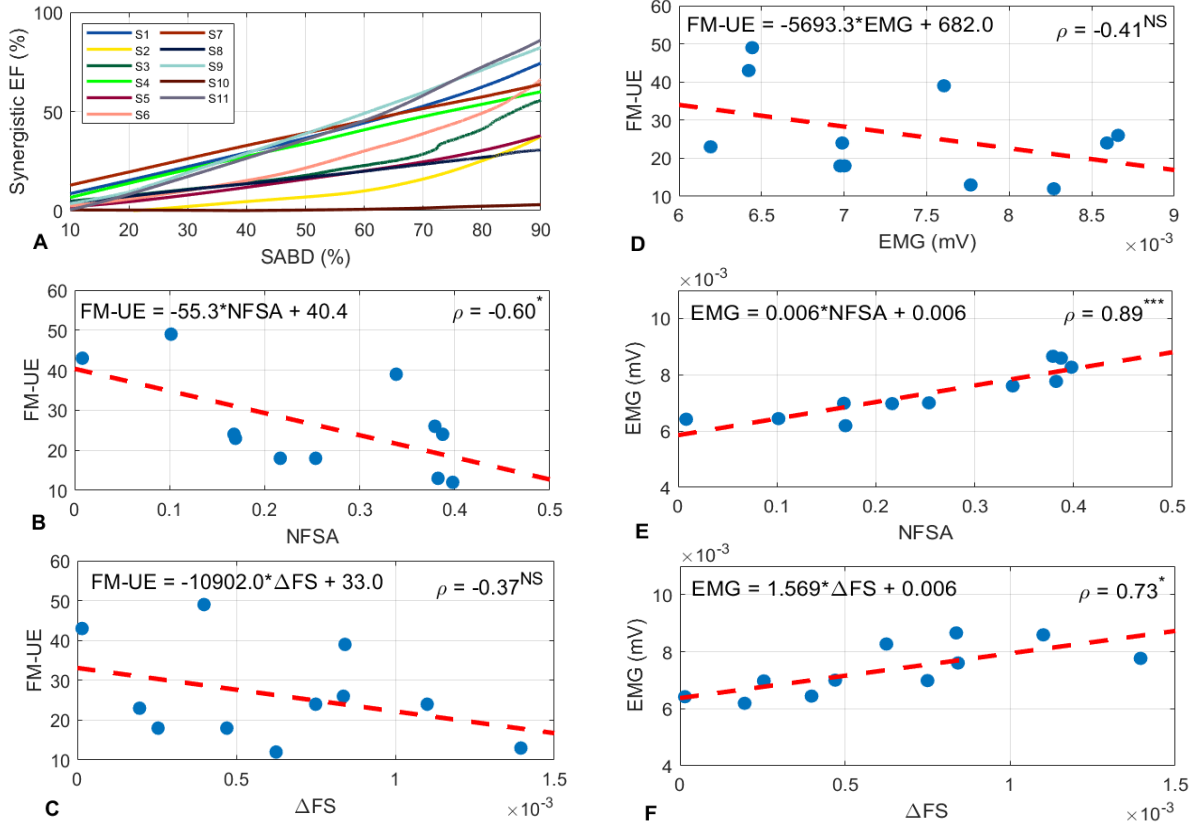 100
50
0
Synergistic EF (%)
S1
S2
S3
S4
S5
S6
S7
S8
S9
S10
S11
10 20 30 40 50 60 70 80 90
SABD (%)
A
60
50
40
30
20
10
FM-UE
FM-UE = -5693.3*EMG + 682.0
ρ = -0.41NS
6 6.5 7 7.5 8 8.5 9
EMG (mV)
×10-3
D
60
50
40
30
20
10
FM-UE
FM-UE = -55.3*NFSA + 40.4
ρ = -0.60*
0 0.1 0.2 0.3 0.4 0.5
NFSA
B
×10-3
10
8
6
4
EMG (mV)
EMG = 0.006*NFSA + 0.006
ρ = 0.89***
0 0.1 0.2 0.3 0.4 0.5
NFSA
E
60
50
40
30
20
10
FM-UE
FM-UE = -10902.0*ΔFS + 33.0
ρ = -0.37NS
0 0.5 1 1.5
ΔFS
×10-3
C
×10-3
10
8
6
4
EMG (mV)
EMG = 1.569*ΔFS + 0.006
ρ = 0.73*
0 0.5 1 1.5
ΔFS
×10-3
F